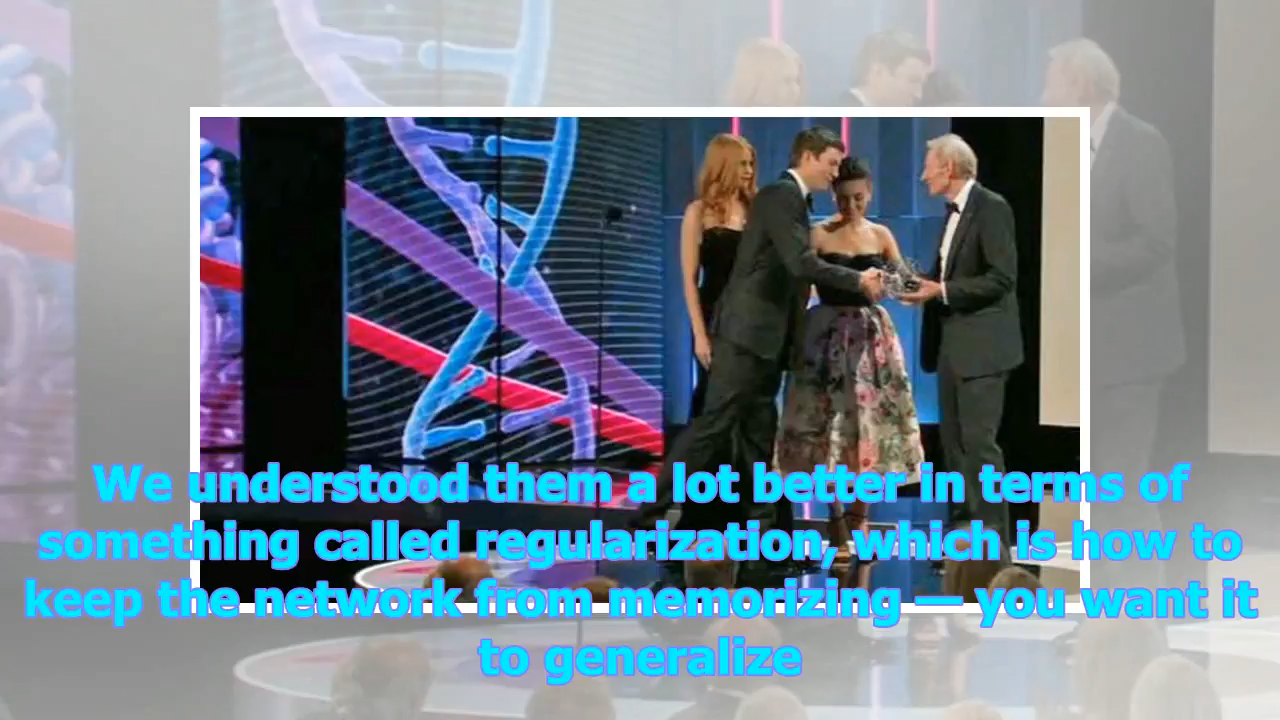 We understood them a lot better in terms of
something called regularization, which is how to
keep the network from memorizing — you want it
to generalize